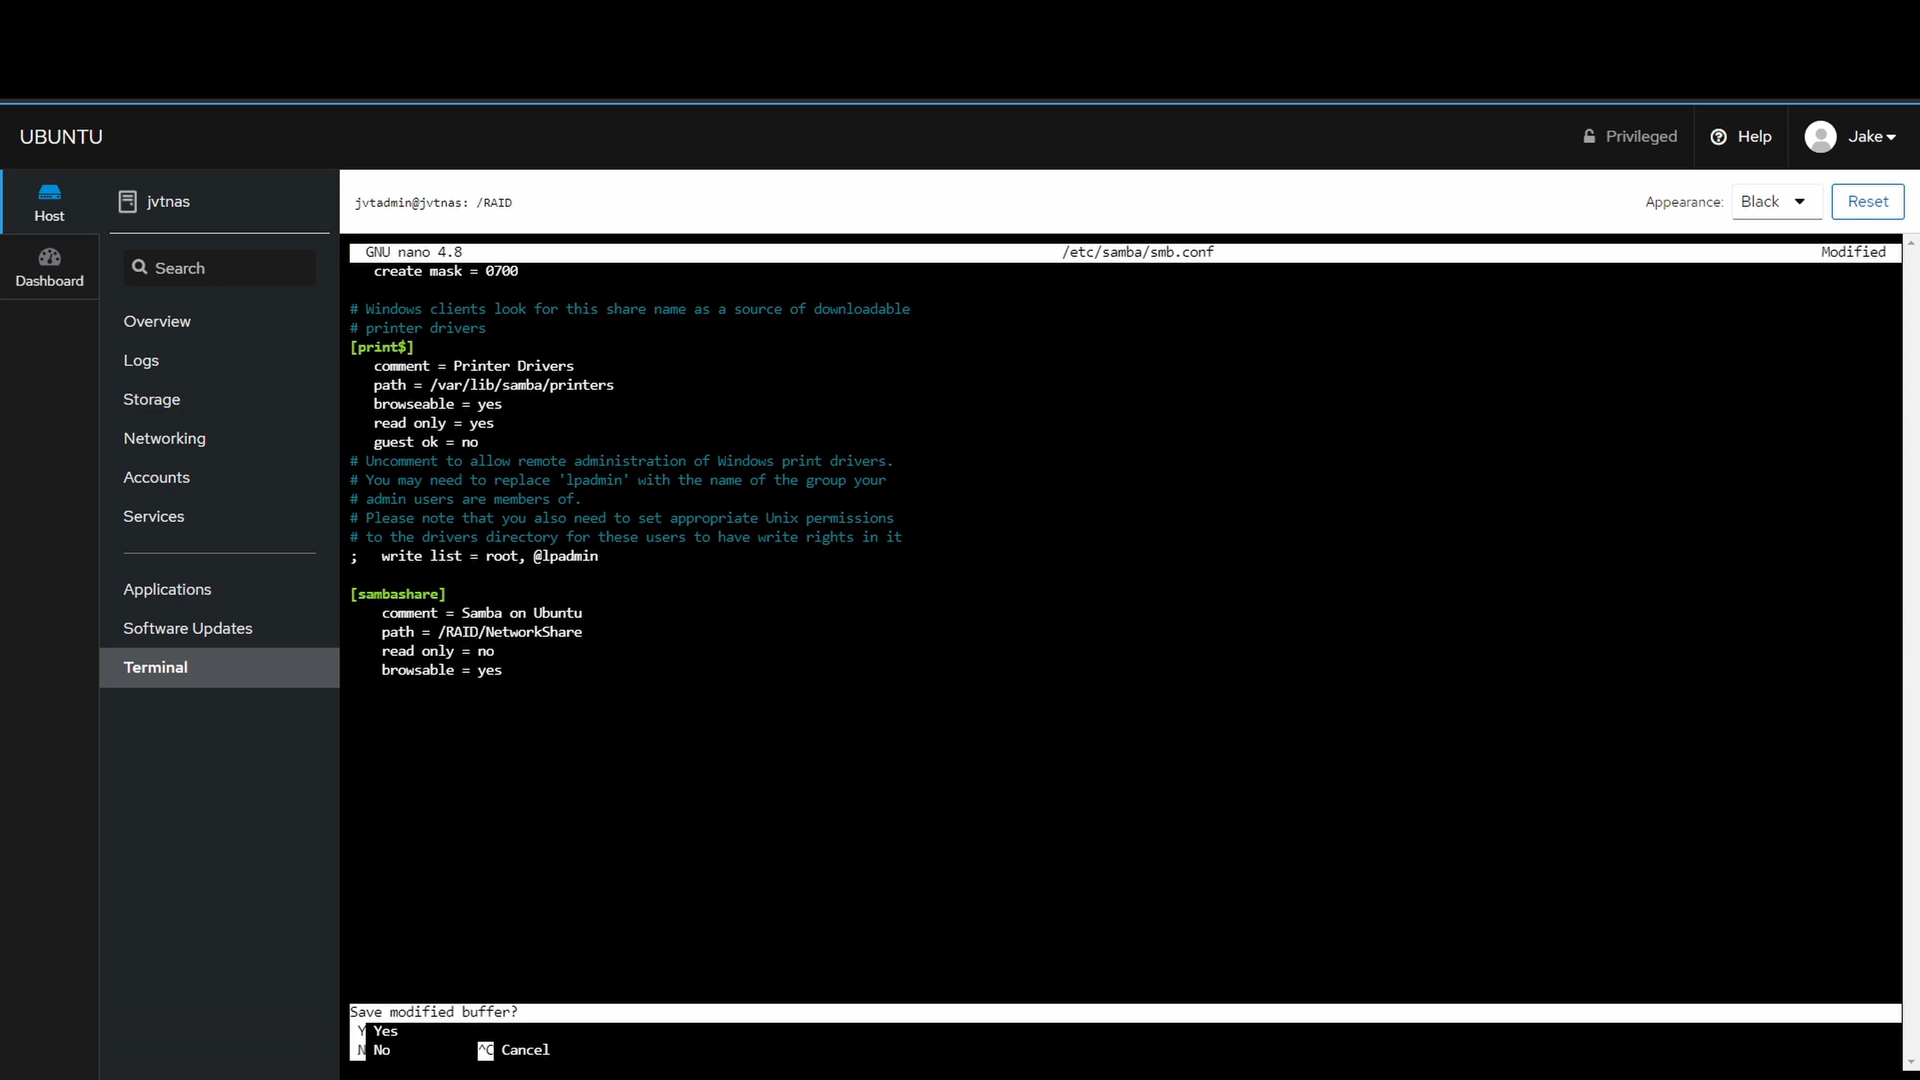 UBUNTU
Privileged
Help
Jake
Host
Dashboard
jvtnas
Search
Overview
Logs
Storage
Networking
Accounts
Services
Applications
Software Updates
Terminal
jvtadmin@jvtnas: /RAID
Appearance: Black Reset
GNU nano 4.8 /etc/samba/smb.conf Modified
create mask = 0700
# Windows clients look for this share name as a source of downloadable
# printer drivers
[print$]
comment = Printer Drivers
path = /var/lib/samba/printers
browseable = yes
read only = yes
guest ok = no
# Uncomment to allow remote administration of Windows print drivers.
# You may need to replace 'lpadmin' with the name of the group your
# admin users are members of.
# Please note that you also need to set appropriate Unix permissions
# to the drivers directory for these users to have write rights in it
; write list = root, @lpadmin
[sambashare]
comment = Samba on Ubuntu
path = /RAID/NetworkShare
read only = no
browsable = yes
Save modified buffer?
Y Yes
N No ^C Cancel